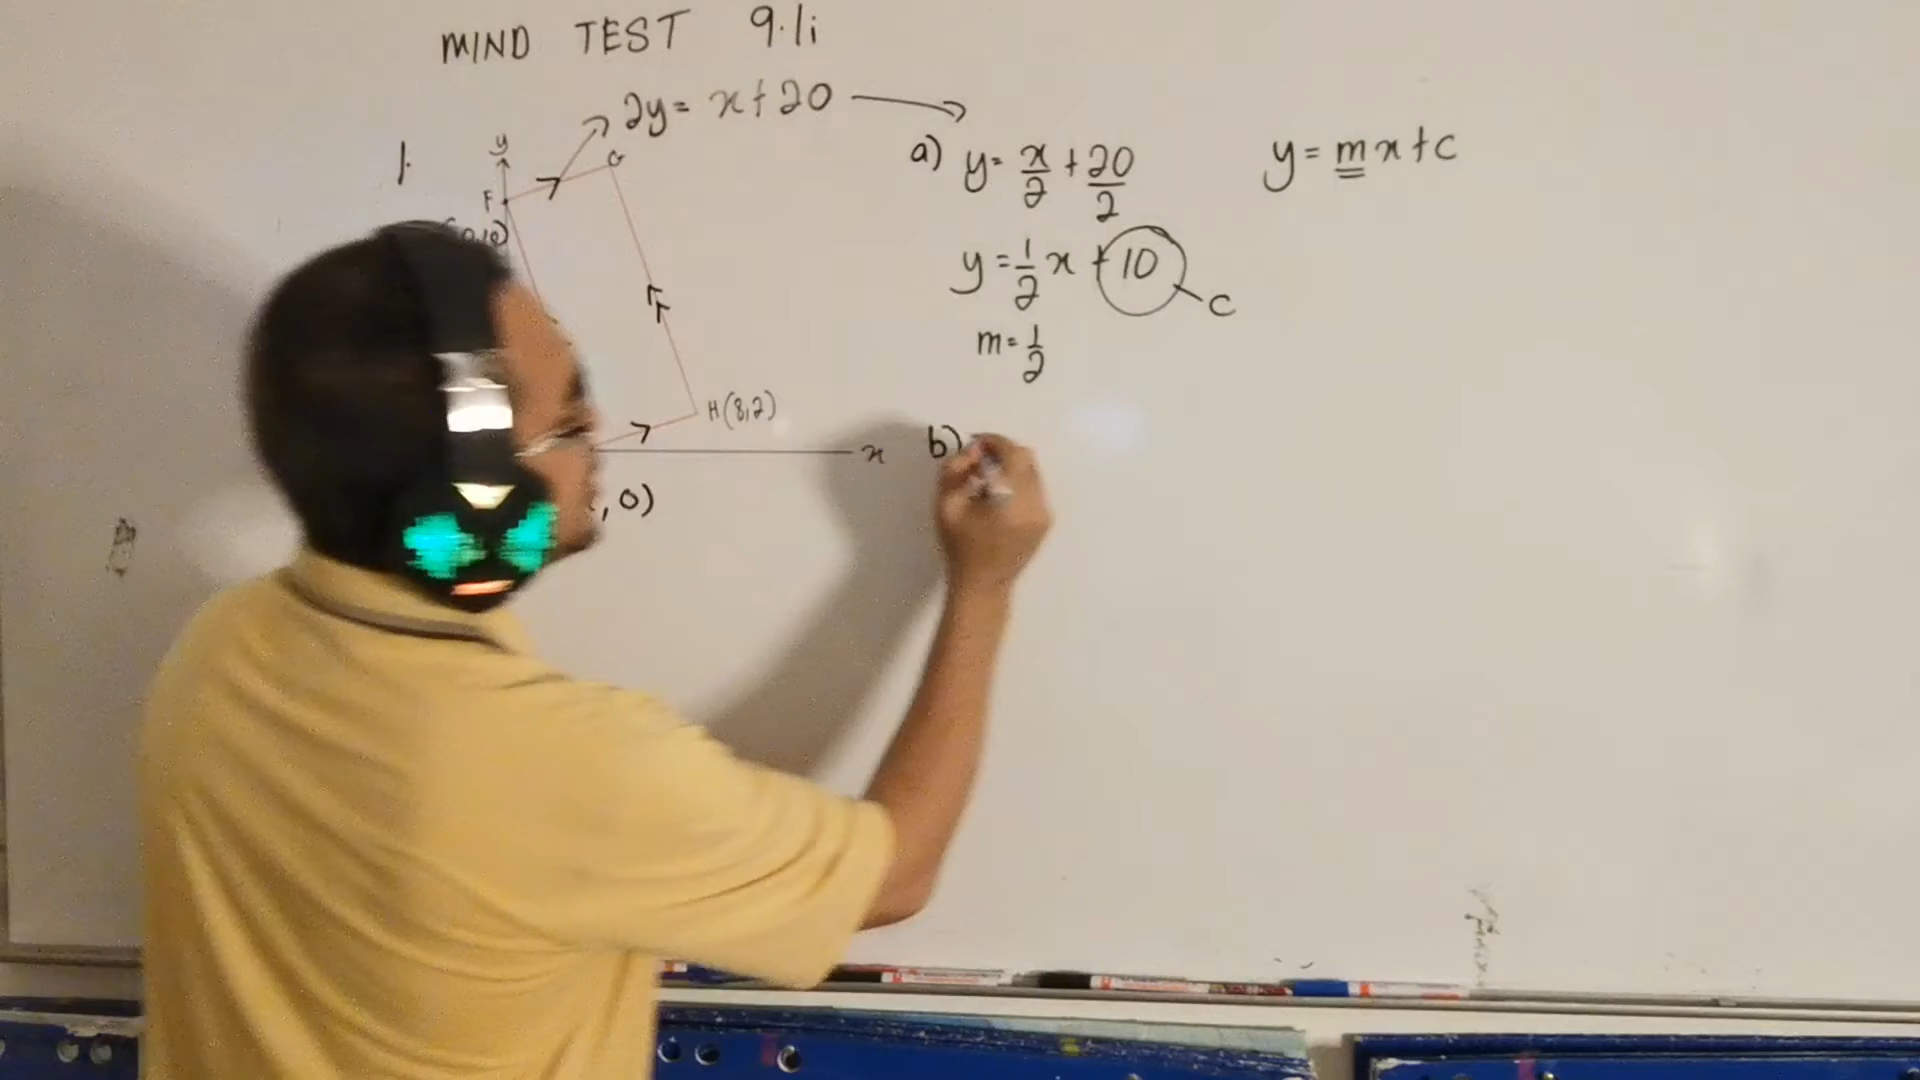 MIND TEST 9.1i
2y = x + 20
1.
y
G
F
H(8,2)
x
, 0)
a) y = x/2 + 20/2
y = mx + c
y = 1/2 x + 10
c
m = 1/2
b)